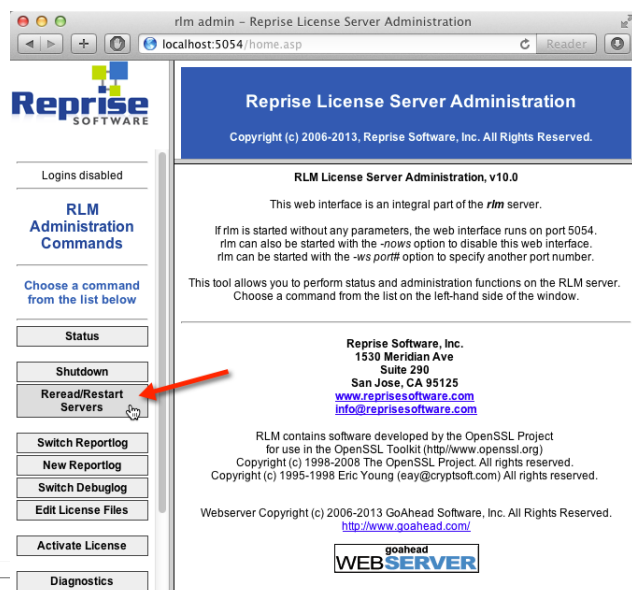 rlm admin – Reprise License Server Administration
localhost:5054/home.asp
Reader
Reprise
SOFTWARE
Logins disabled
RLM
Administration
Commands
Choose a command
from the list below
Status
Shutdown
Reread/Restart
Servers
Switch Reportlog
New Reportlog
Switch Debuglog
Edit License Files
Activate License
Diagnostics
Reprise License Server Administration
Copyright (c) 2006-2013, Reprise Software, Inc. All Rights Reserved.
RLM License Server Administration, v10.0
This web interface is an integral part of the rlm server.
If rlm is started without any parameters, the web interface runs on port 5054.
rlm can also be started with the -nows option to disable this web interface.
rlm can be started with the -ws port# option to specify another port number.
This tool allows you to perform status and administration functions on the RLM server.
Choose a command from the list on the left-hand side of the window.
Reprise Software, Inc.
1530 Meridian Ave
Suite 290
San Jose, CA 95125
www.reprisesoftware.com
info@reprisesoftware.com
RLM contains software developed by the OpenSSL Project
for use in the OpenSSL Toolkit (http//www.openssl.org)
Copyright (c) 1998-2008 The OpenSSL Project. All rights reserved.
Copyright (c) 1995-1998 Eric Young (eay@cryptsoft.com) All rights reserved.
Webserver Copyright (c) 2006-2013 GoAhead Software, Inc. All Rights Reserved.
http://www.goahead.com/
goahead
WEBSERVER